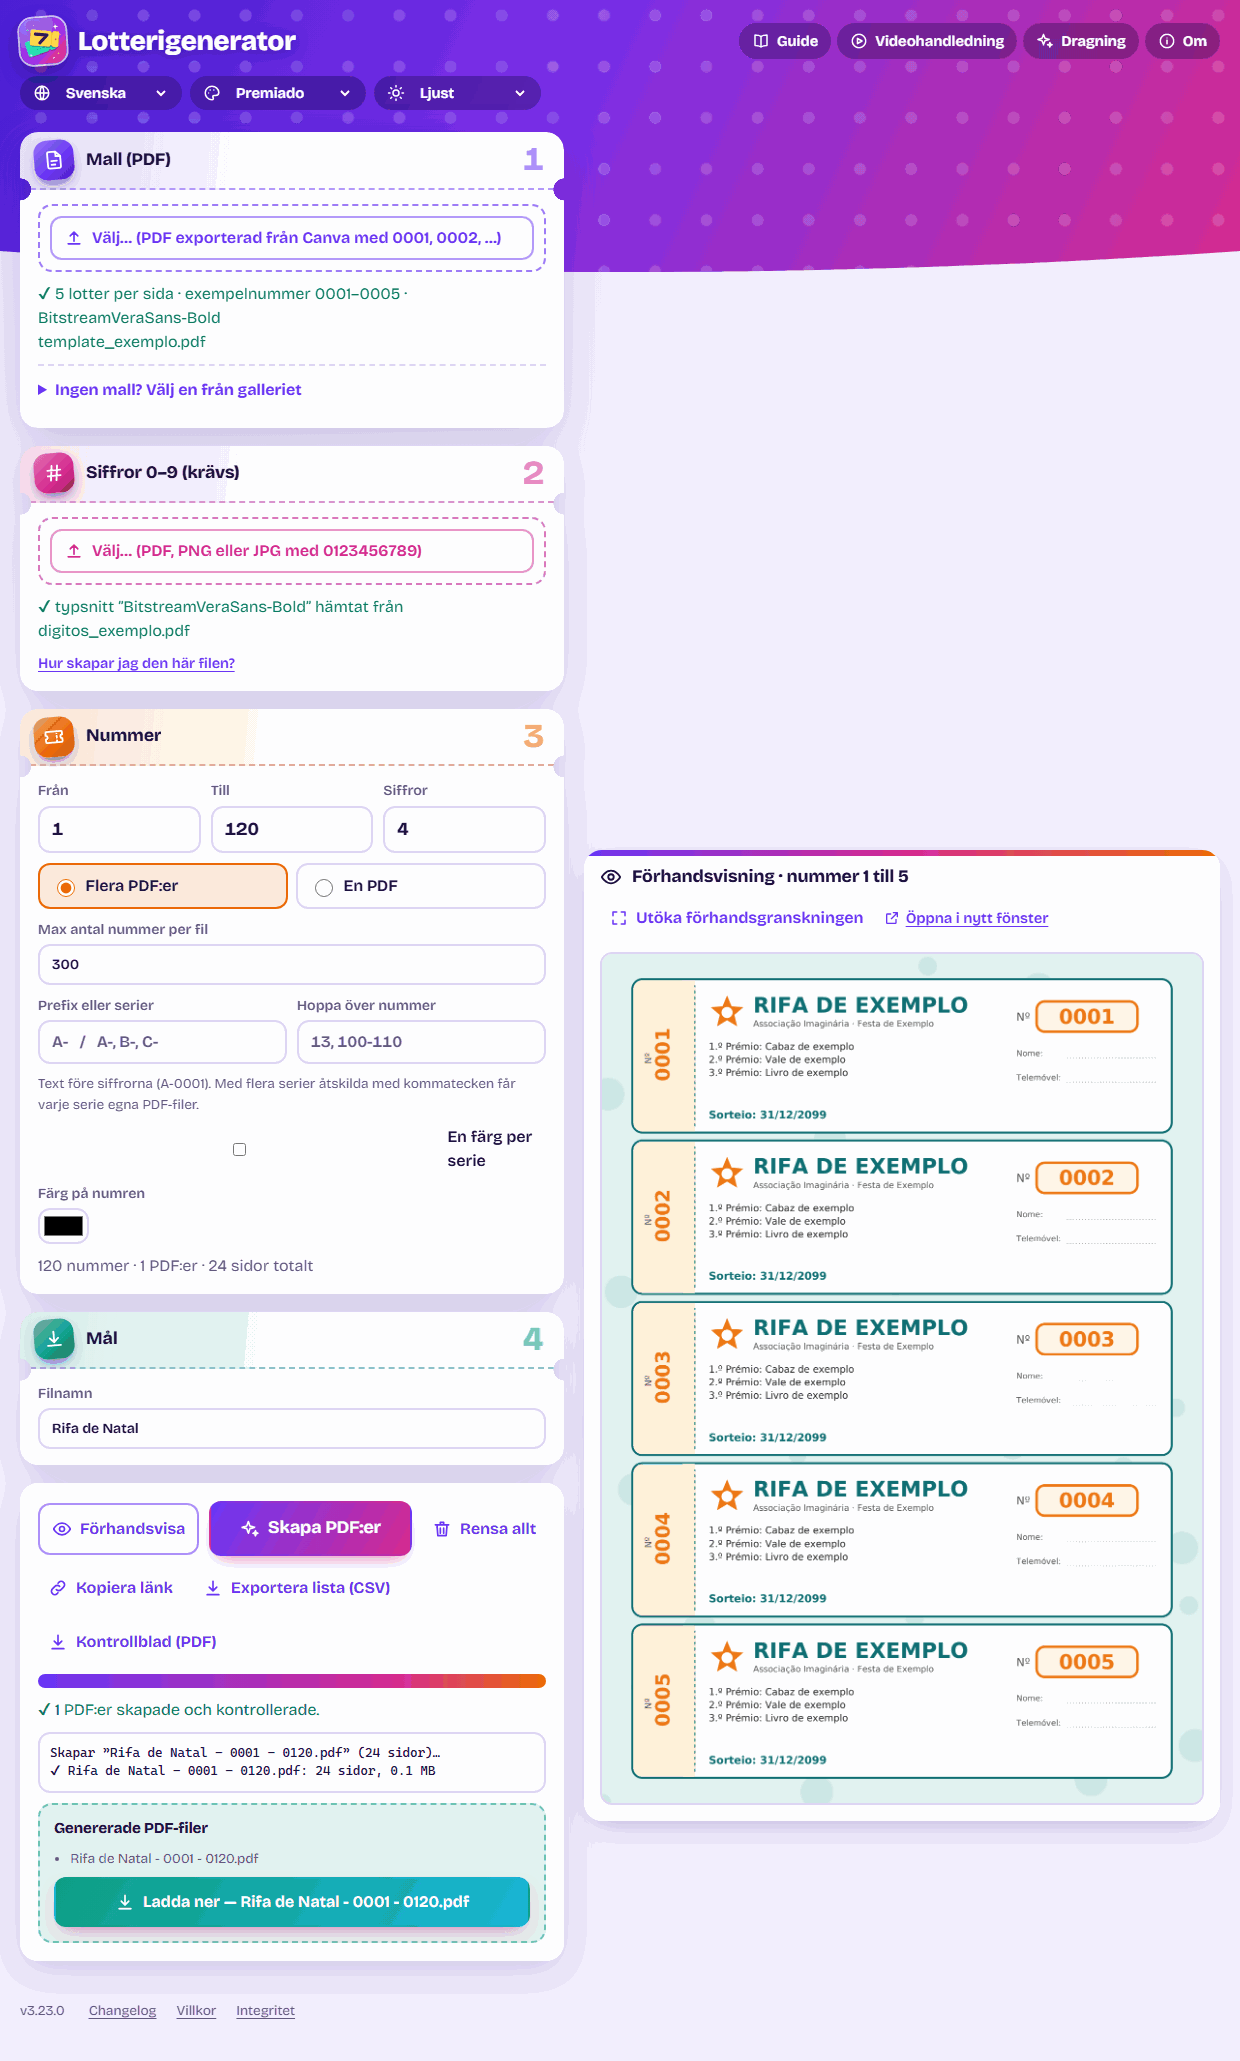 Lotterigenerator
Guide
Videohandledning
Dragning
Om
Svenska
Premiado
Ljust
Mall (PDF)
1
Välj... (PDF exporterad från Canva med 0001, 0002, ...)
✓ 5 lotter per sida · exempelnummer 0001–0005 ·
BitstreamVeraSans-Bold
template_exemplo.pdf
Ingen mall? Välj en från galleriet
Siffror 0–9 (krävs)
2
Välj... (PDF, PNG eller JPG med 0123456789)
✓ typsnitt "BitstreamVeraSans-Bold" hämtat från
digitos_exemplo.pdf
Hur skapar jag den här filen?
Nummer
3
Från
Till
Siffror
1
120
4
Flera PDF:er
En PDF
Max antal nummer per fil
300
Prefix eller serier
Hoppa över nummer
A- / A-, B-, C-
13, 100-110
Text före siffrorna (A-0001). Med flera serier åtskilda med kommatecken får
varje serie egna PDF-filer.
En färg per
serie
Färg på numren
120 nummer · 1 PDF:er · 24 sidor totalt
Mål
4
Filnamn
Rifa de Natal
Förhandsvisa
Skapa PDF:er
Rensa allt
Kopiera länk
Exportera lista (CSV)
Kontrollblad (PDF)
✓ 1 PDF:er skapade och kontrollerade.
Skapar ”Rifa de Natal – 0001 – 0120.pdf” (24 sidor)…
✓ Rifa de Natal – 0001 – 0120.pdf: 24 sidor, 0.1 MB
Genererade PDF-filer
• Rifa de Natal - 0001 - 0120.pdf
Ladda ner — Rifa de Natal - 0001 - 0120.pdf
v3.23.0
Changelog
Villkor
Integritet
Förhandsvisning · nummer 1 till 5
Utöka förhandsgranskningen
Öppna i nytt fönster
Nº 0001
RIFA DE EXEMPLO
Associação Imaginária · Festa de Exemplo
1.º Prémio: Cabaz de exemplo
2.º Prémio: Vale de exemplo
3.º Prémio: Livro de exemplo
Sorteio: 31/12/2099
Nº 0001
Nome:
Telemóvel:
Nº 0002
RIFA DE EXEMPLO
Associação Imaginária · Festa de Exemplo
1.º Prémio: Cabaz de exemplo
2.º Prémio: Vale de exemplo
3.º Prémio: Livro de exemplo
Sorteio: 31/12/2099
Nº 0002
Nome:
Telemóvel:
Nº 0003
RIFA DE EXEMPLO
Associação Imaginária · Festa de Exemplo
1.º Prémio: Cabaz de exemplo
2.º Prémio: Vale de exemplo
3.º Prémio: Livro de exemplo
Sorteio: 31/12/2099
Nº 0003
Nome:
Telemóvel:
Nº 0004
RIFA DE EXEMPLO
Associação Imaginária · Festa de Exemplo
1.º Prémio: Cabaz de exemplo
2.º Prémio: Vale de exemplo
3.º Prémio: Livro de exemplo
Sorteio: 31/12/2099
Nº 0004
Nome:
Telemóvel:
Nº 0005
RIFA DE EXEMPLO
Associação Imaginária · Festa de Exemplo
1.º Prémio: Cabaz de exemplo
2.º Prémio: Vale de exemplo
3.º Prémio: Livro de exemplo
Sorteio: 31/12/2099
Nº 0005
Nome:
Telemóvel: